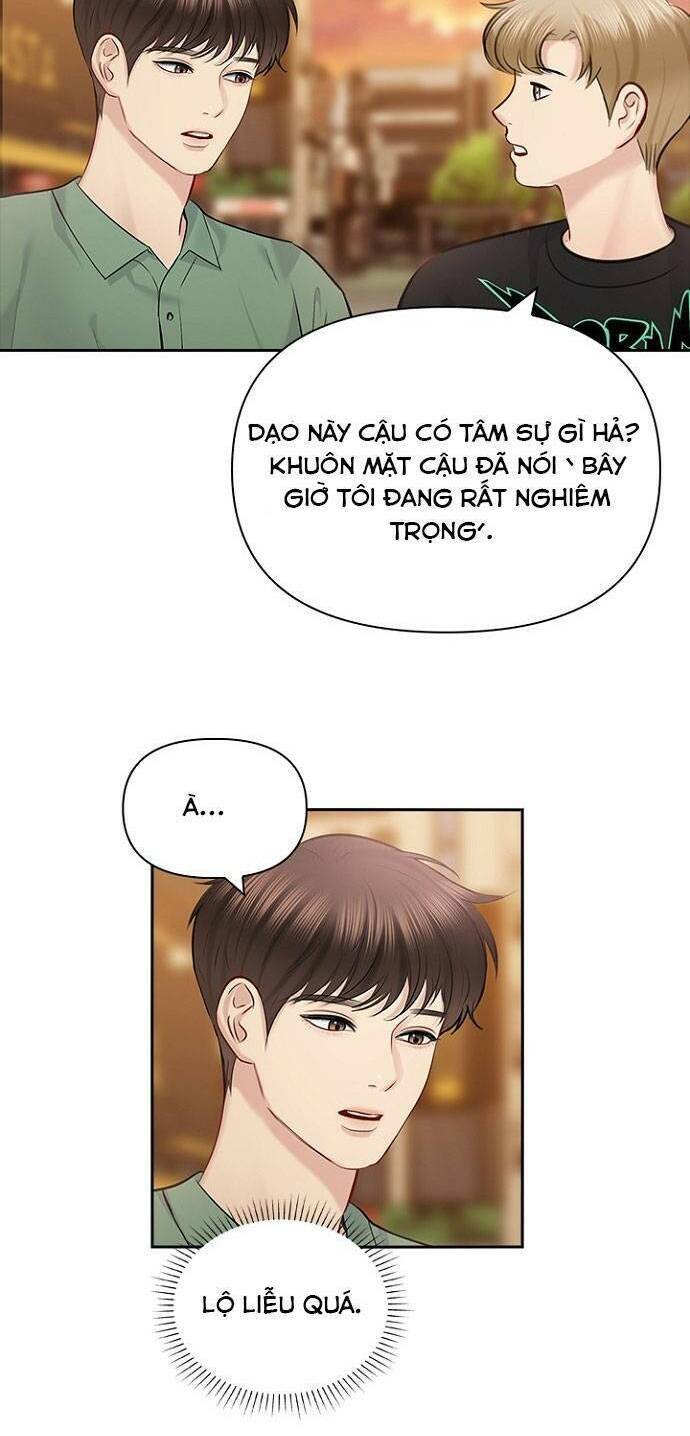 DẠO NÀY CẬU CÓ TÂM SỰ GÌ HẢ?
KHUÔN MẶT CẬU ĐÃ NÓI ` BÂY
GIỜ TÔI ĐANG RẤT NGHIÊM
TRỌNG´.
À...
LỘ LIỄU QUÁ.